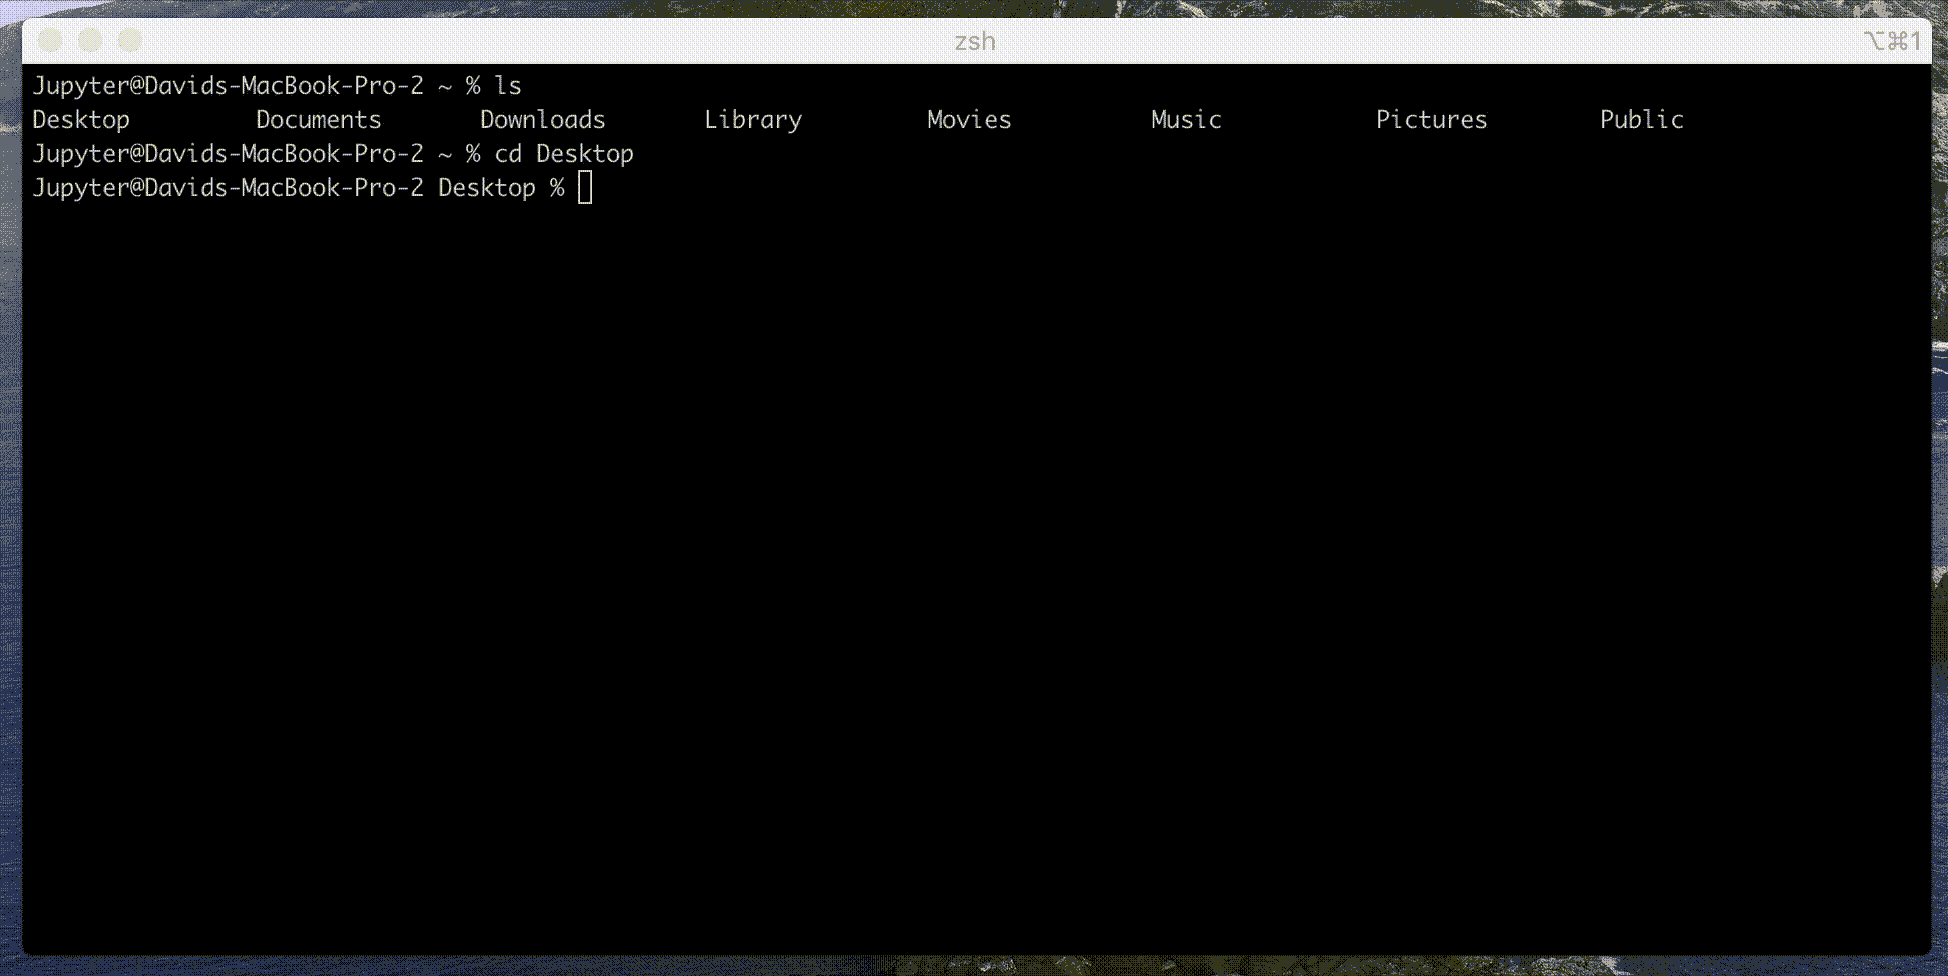 zsh ⌥⌘1
Jupyter@Davids-MacBook-Pro-2 ~ % ls
Desktop Documents Downloads Library Movies Music Pictures Public
Jupyter@Davids-MacBook-Pro-2 ~ % cd Desktop
Jupyter@Davids-MacBook-Pro-2 Desktop %